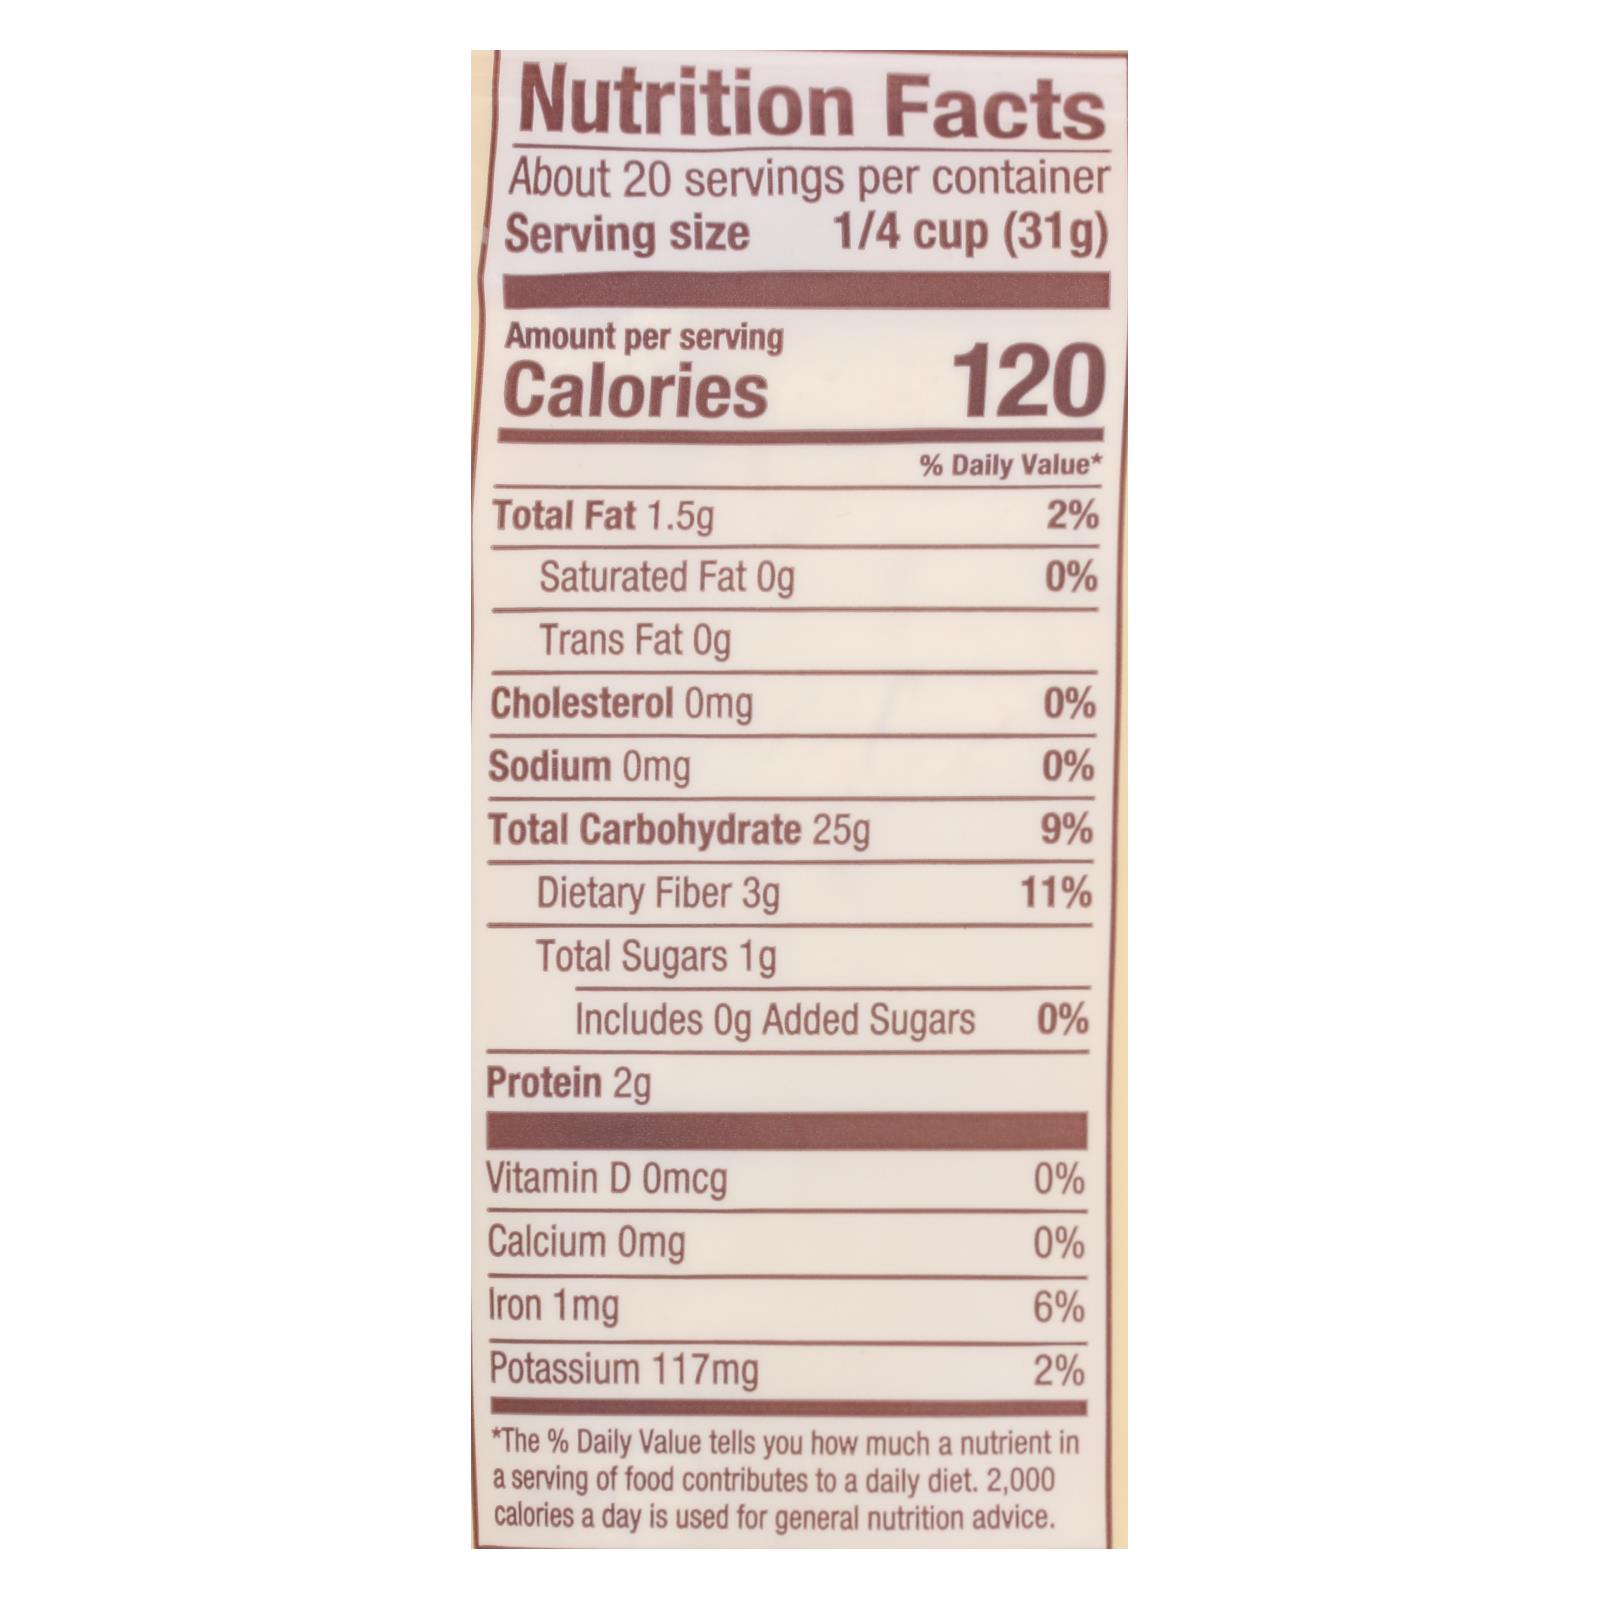 Nutrition Facts
About 20 servings per container
Serving size 1/4 cup (31g)
Amount per serving
Calories 120
% Daily Value*
Total Fat 1.5g 2%
Saturated Fat 0g 0%
Trans Fat 0g
Cholesterol 0mg 0%
Sodium 0mg 0%
Total Carbohydrate 25g 9%
Dietary Fiber 3g 11%
Total Sugars 1g
Includes 0g Added Sugars 0%
Protein 2g
Vitamin D 0mcg 0%
Calcium 0mg 0%
Iron 1mg 6%
Potassium 117mg 2%
*The % Daily Value tells you how much a nutrient in
a serving of food contributes to a daily diet. 2,000
calories a day is used for general nutrition advice.